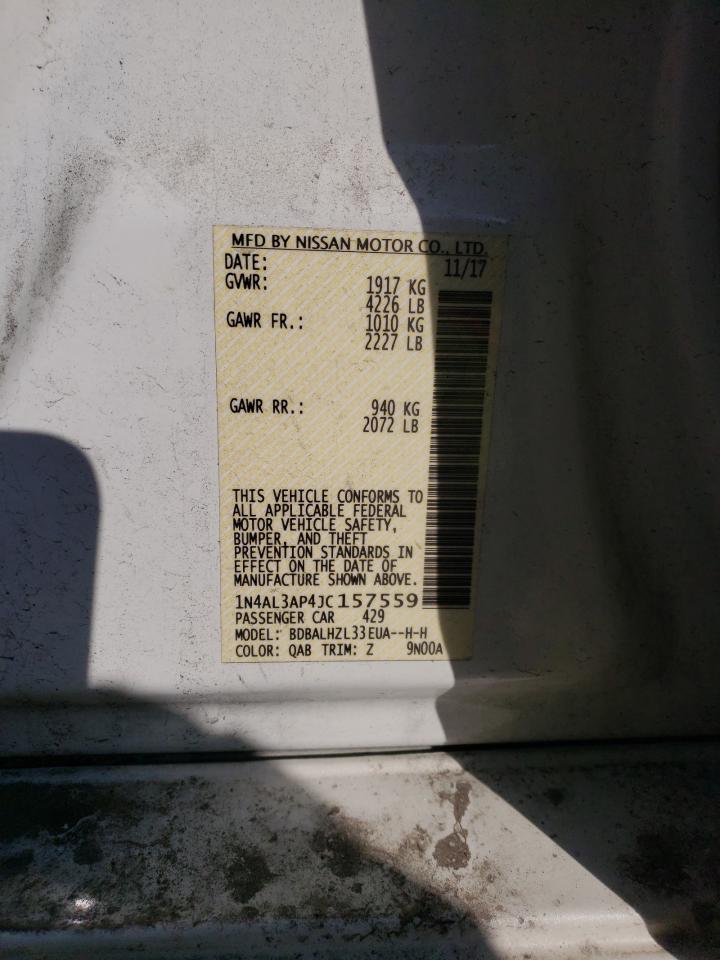 MFD BY NISSAN MOTOR CO., LTD.
DATE: 11/17
GVWR: 1917 KG
4226 LB
GAWR FR.: 1010 KG
2227 LB
GAWR RR.: 940 KG
2072 LB
THIS VEHICLE CONFORMS TO
ALL APPLICABLE FEDERAL
MOTOR VEHICLE SAFETY,
BUMPER, AND THEFT
PREVENTION STANDARDS IN
EFFECT ON THE DATE OF
MANUFACTURE SHOWN ABOVE.
1N4AL3AP4JC157559
PASSENGER CAR 429
MODEL: BDBALHZL33EUA--H-H
COLOR: QAB TRIM: Z 9N00A